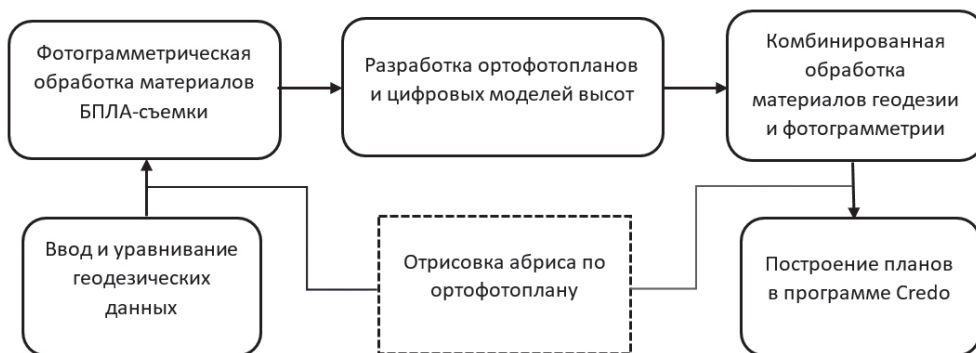 Фотограмметрическая
обработка материалов
БПЛА-съемки
Разработка ортофотопланов
и цифровых моделей высот
Комбинированная
обработка
материалов геодезии
и фотограмметрии
Ввод и уравнивание
геодезических
данных
Отрисовка абриса по
ортофотоплану
Построение планов
в программе Credo